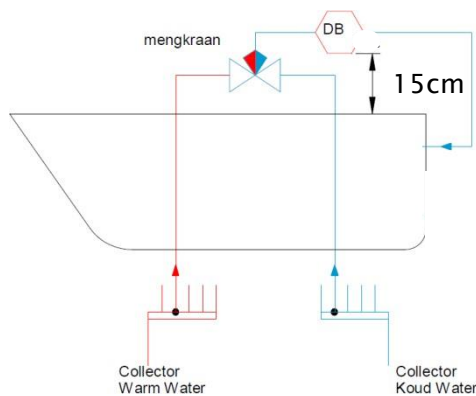 DB
mengkraan
15cm
Collector
Warm Water
Collector
Koud Water